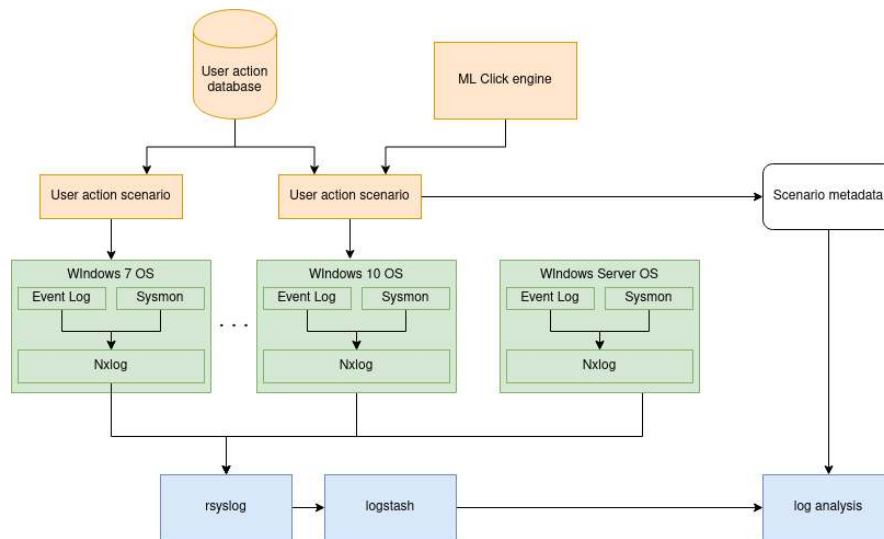 User action
database
ML Click engine
User action scenario
User action scenario
Scenario metadata
WIndows 7 OS
WIndows 10 OS
WIndows Server OS
Event Log
Sysmon
Event Log
Sysmon
Event Log
Sysmon
. . .
Nxlog
Nxlog
Nxlog
rsyslog
logstash
log analysis